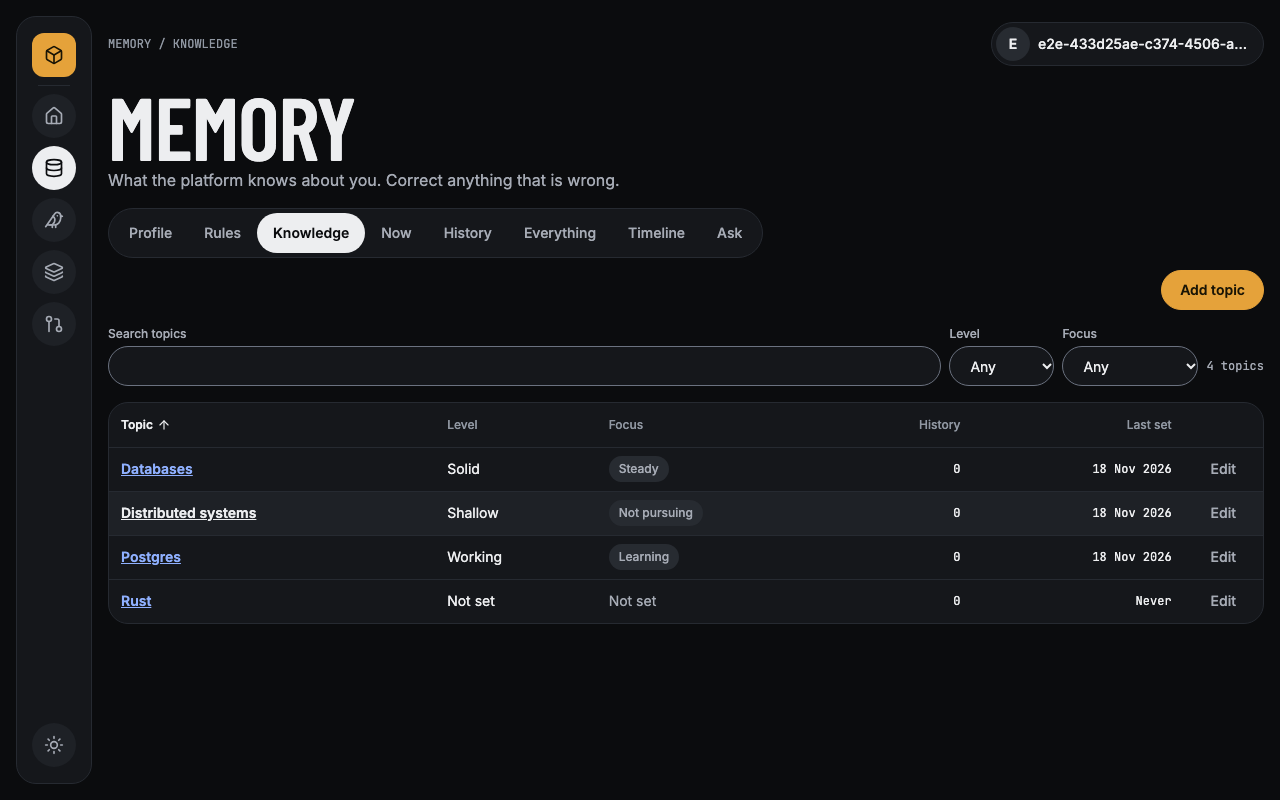 MEMORY / KNOWLEDGE
E e2e-433d25ae-c374-4506-a...
MEMORY
What the platform knows about you. Correct anything that is wrong.
Profile Rules Knowledge Now History Everything Timeline Ask
Add topic
Search topics Level Focus
Any Any 4 topics
Topic ↑ Level Focus History Last set
Databases Solid Steady 0 18 Nov 2026 Edit
Distributed systems Shallow Not pursuing 0 18 Nov 2026 Edit
Postgres Working Learning 0 18 Nov 2026 Edit
Rust Not set Not set 0 Never Edit